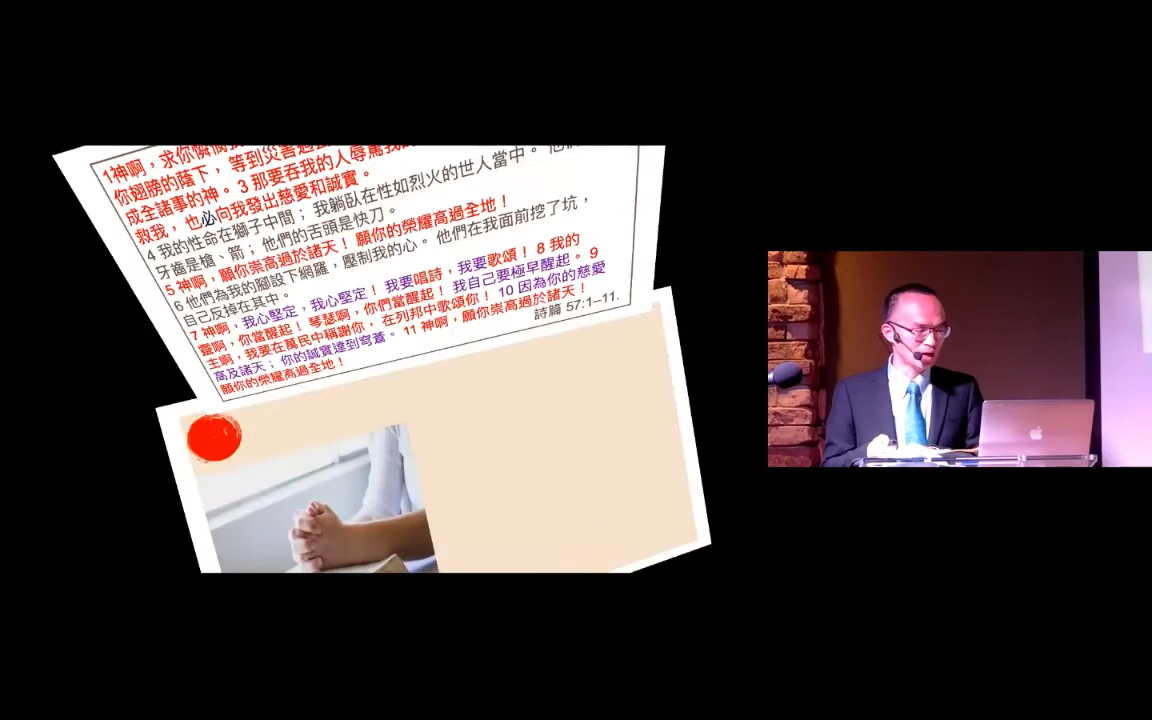 1神啊，求你憐憫我
你翅膀的蔭下， 等到災害過去
成全諸事的神。 3 那要吞我的人辱罵我的
救我， 也必向我發出慈愛和誠實。
4 我的性命在獅子中間； 我躺臥在性如烈火的世人當中。 他們
牙齒是槍、箭； 他們的舌頭是快刀。
5 神啊，願你崇高過於諸天！ 願你的榮耀高過全地！
6 他們為我的腳設下網羅，壓制我的心。 他們在我面前挖了坑，
自己反掉在其中。
7 神啊，我心堅定，我心堅定！ 我要唱詩，我要歌頌！ 8 我的
靈啊，你當醒起！ 琴瑟啊，你們當醒起！ 我自己要極早醒起。 9
主啊，我要在萬民中稱謝你， 在列邦中歌頌你！ 10 因為你的慈愛
高及諸天； 你的誠實達到穹蒼。 11 神啊，願你崇高過於諸天！
願你的榮耀高過全地！
詩篇 57:1–11.